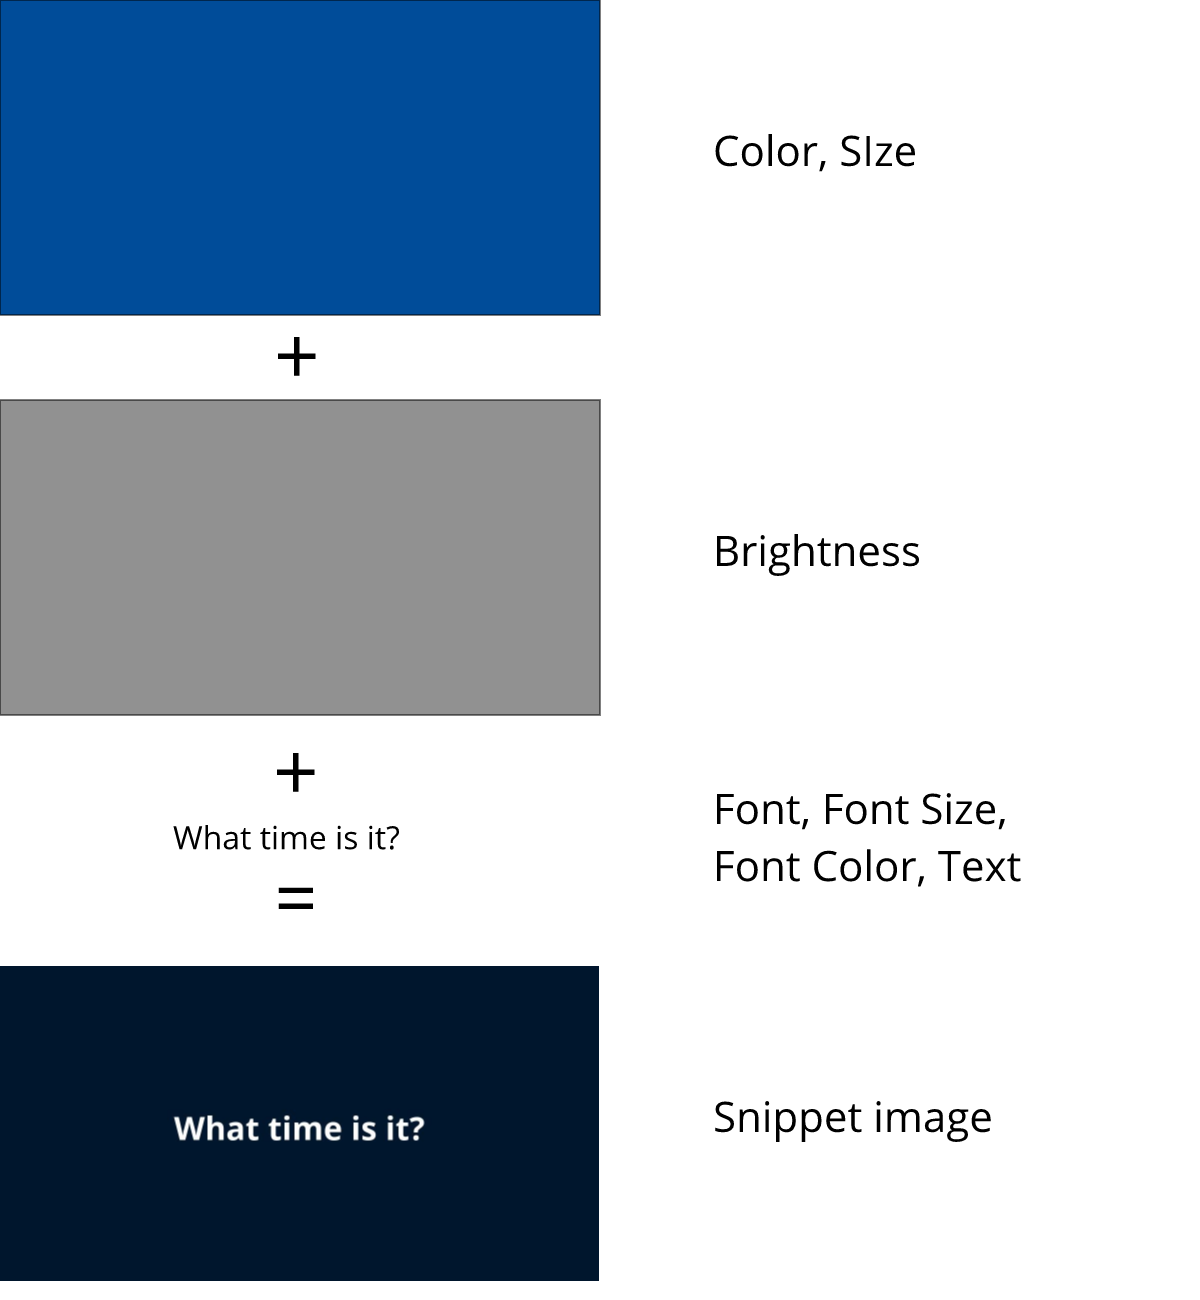 Color, SIze
+
Brightness
+
What time is it?
Font, Font Size,
Font Color, Text
=
What time is it?
Snippet image